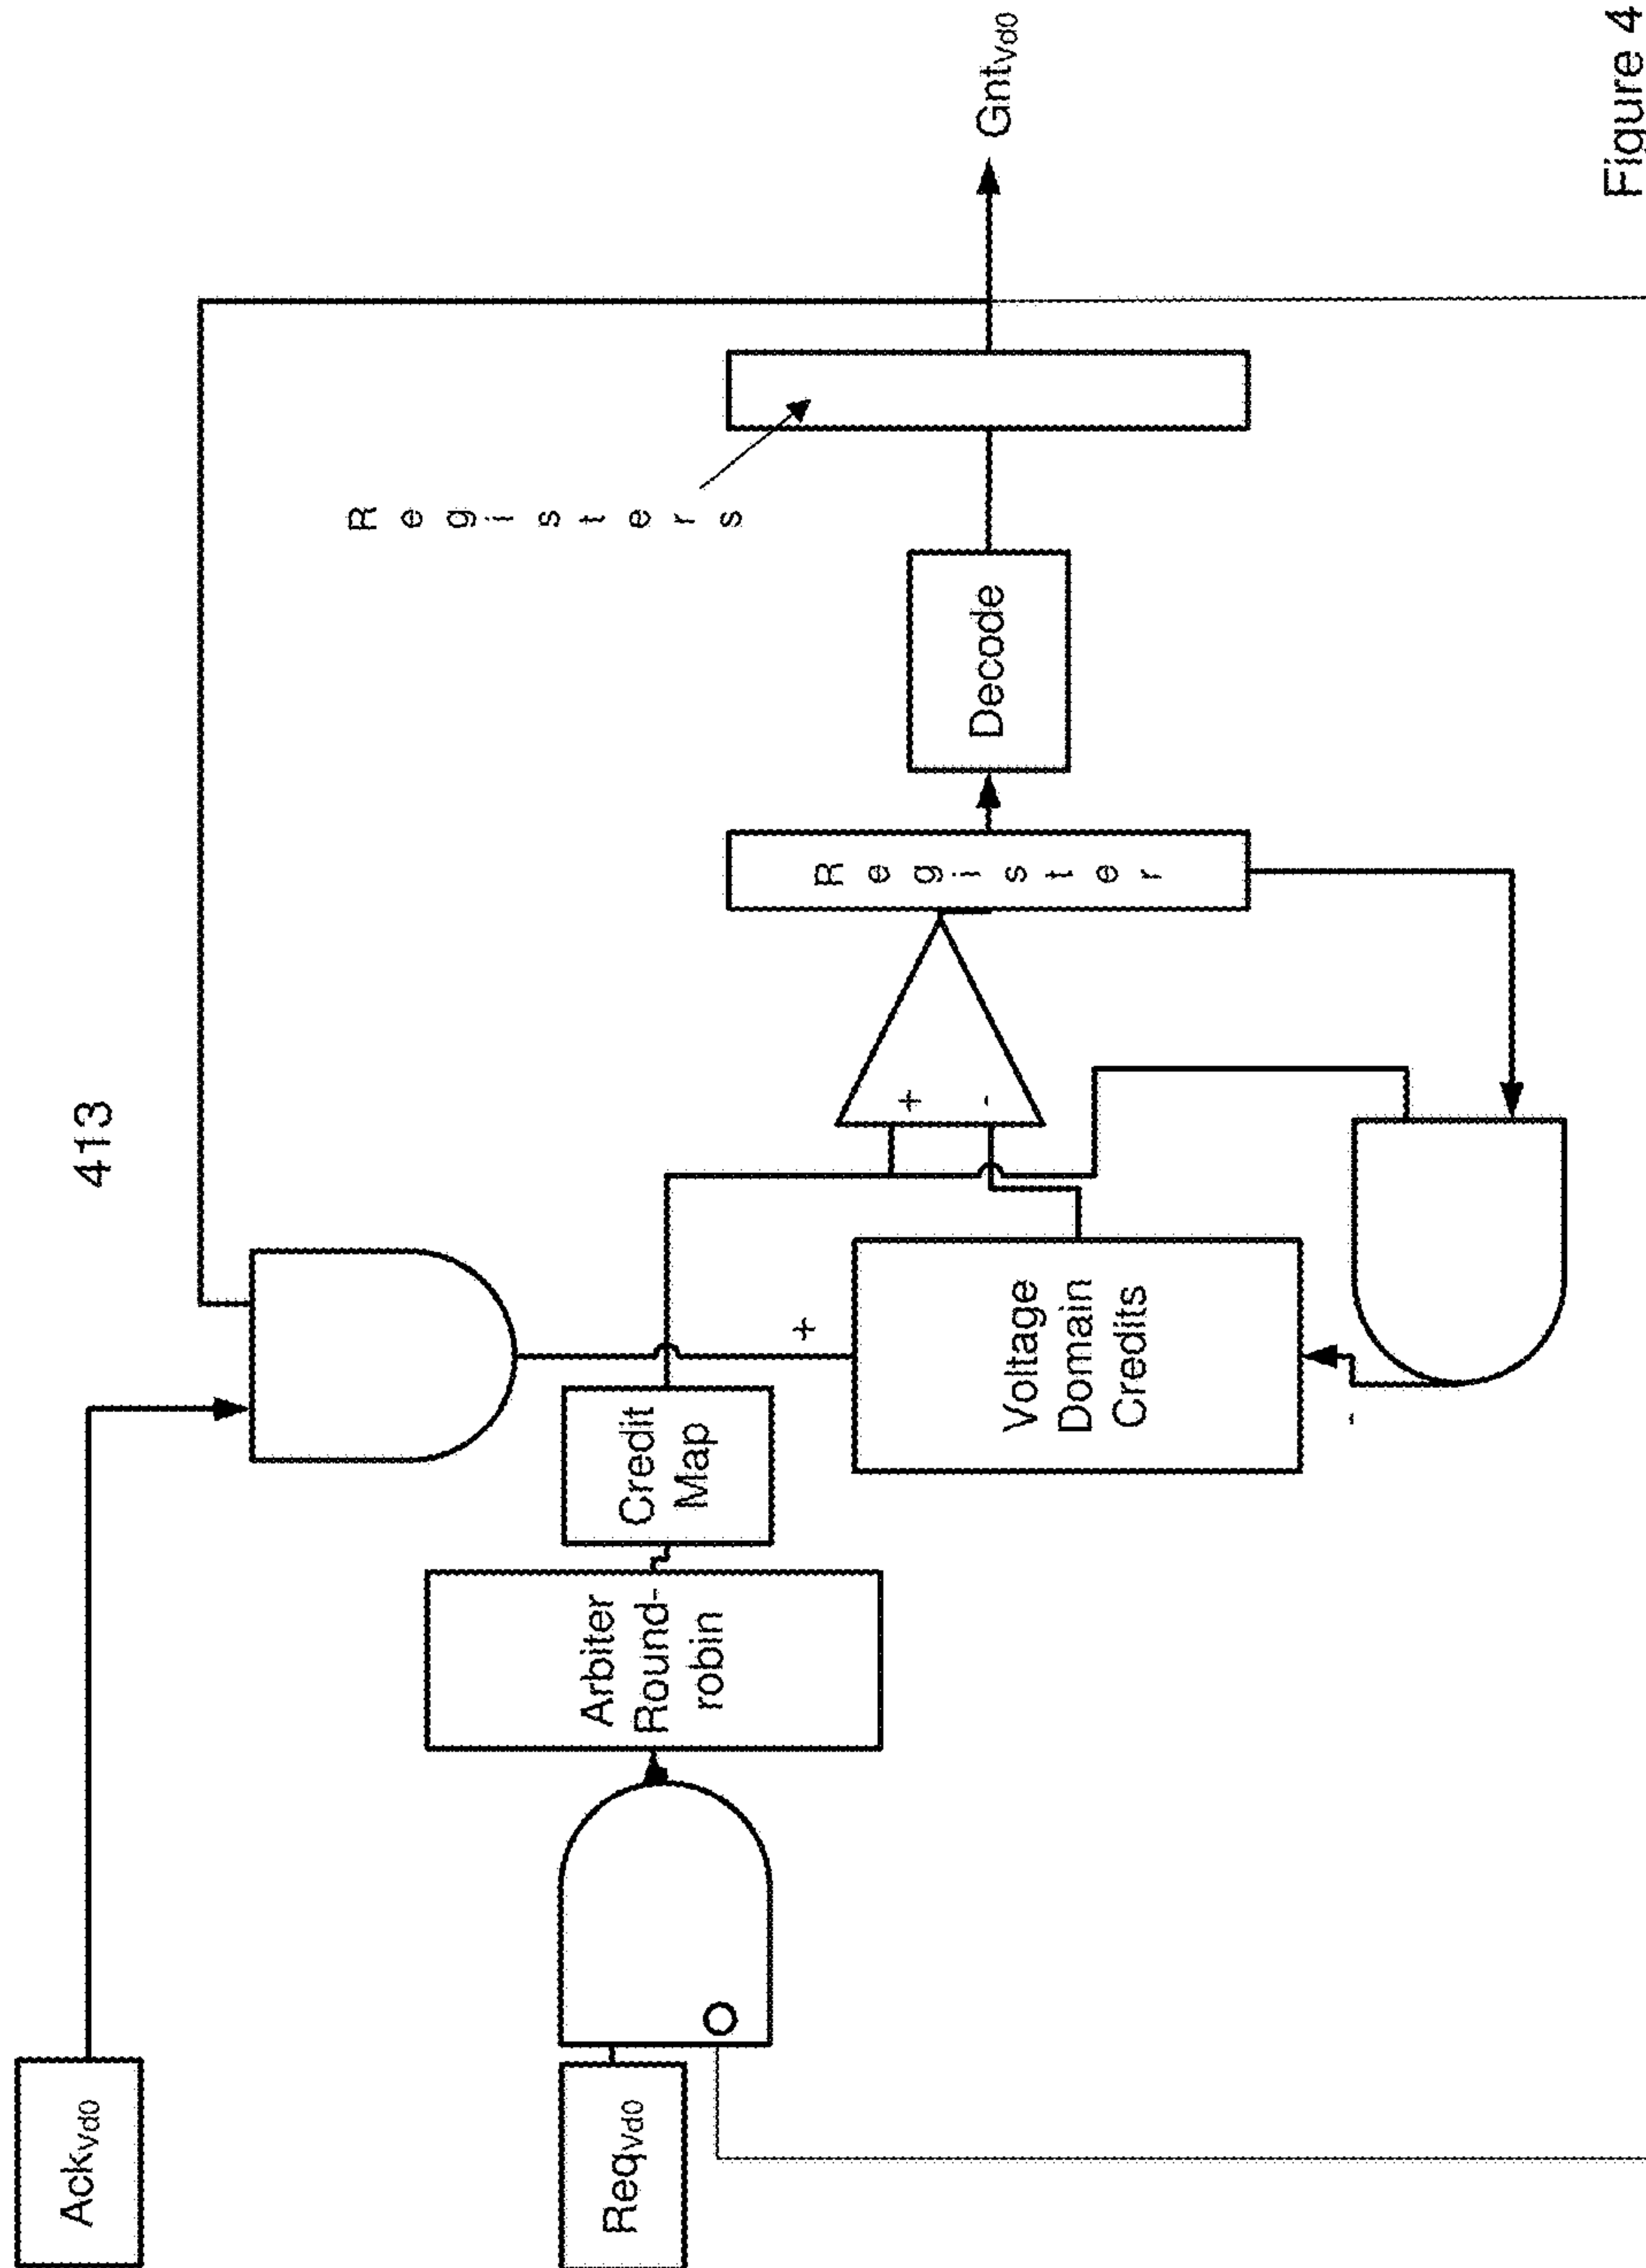 413
Ack_Vd0
Req_Vd0
Arbiter
Round-
robin
Credit
Map
+
Voltage
Domain
Credits
-
+
-
Register
Decode
Registers
Gnt_Vd0
Figure 4